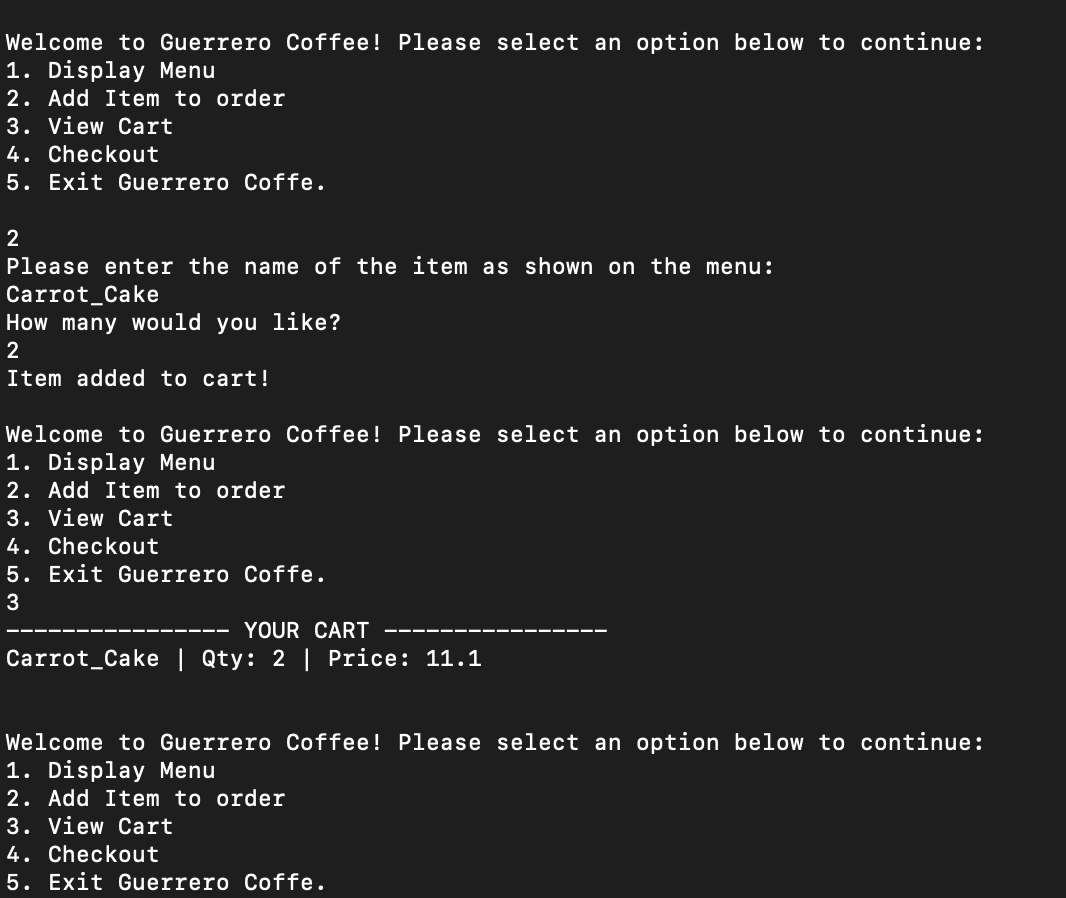 Welcome to Guerrero Coffee! Please select an option below to continue:
1. Display Menu
2. Add Item to order
3. View Cart
4. Checkout
5. Exit Guerrero Coffe.
2
Please enter the name of the item as shown on the menu:
Carrot_Cake
How many would you like?
2
Item added to cart!
Welcome to Guerrero Coffee! Please select an option below to continue:
1. Display Menu
2. Add Item to order
3. View Cart
4. Checkout
5. Exit Guerrero Coffe.
3
---------------- YOUR CART ----------------
Carrot_Cake | Qty: 2 | Price: 11.1
Welcome to Guerrero Coffee! Please select an option below to continue:
1. Display Menu
2. Add Item to order
3. View Cart
4. Checkout
5. Exit Guerrero Coffe.